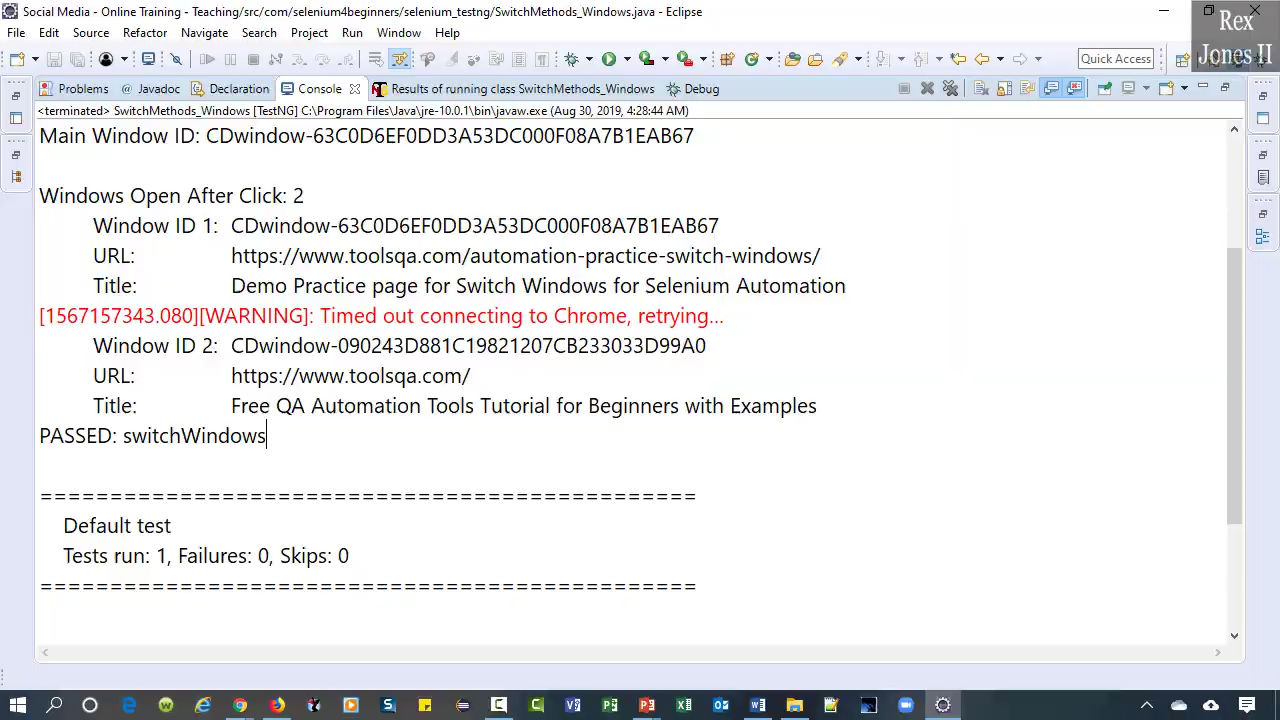 Social Media - Online Training - Teaching/src/com/selenium4beginners/selenium_testng/SwitchMethods_Windows.java - Eclipse
Rex
Jones II
File Edit Source Refactor Navigate Search Project Run Window Help
Quick Access
Problems Javadoc Declaration Console Results of running class SwitchMethods_Windows Debug
<terminated> SwitchMethods_Windows [TestNG] C:\Program Files\Java\jre-10.0.1\bin\javaw.exe (Aug 30, 2019, 4:28:44 AM)
Main Window ID: CDwindow-63C0D6EF0DD3A53DC000F08A7B1EAB67
Windows Open After Click: 2
Window ID 1: CDwindow-63C0D6EF0DD3A53DC000F08A7B1EAB67
URL: https://www.toolsqa.com/automation-practice-switch-windows/
Title: Demo Practice page for Switch Windows for Selenium Automation
[1567157343.080][WARNING]: Timed out connecting to Chrome, retrying...
Window ID 2: CDwindow-090243D881C19821207CB233033D99A0
URL: https://www.toolsqa.com/
Title: Free QA Automation Tools Tutorial for Beginners with Examples
PASSED: switchWindows
===============================================
Default test
Tests run: 1, Failures: 0, Skips: 0
===============================================